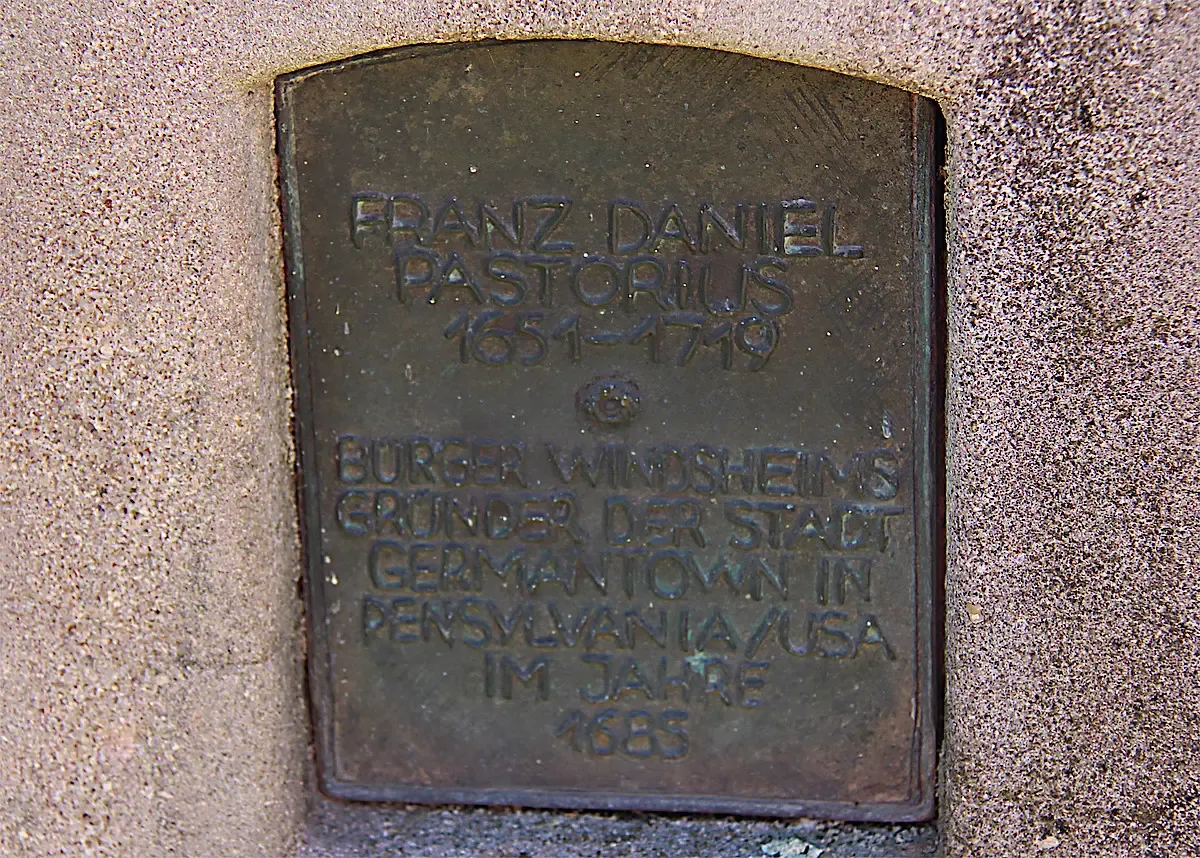 FRANZ DANIEL
PASTORIUS
1651-1719
BÜRGER WINDSHEIMS
GRÜNDER DER STADT
GERMANTOWN IN
PENSYLVANIA/USA
IM JAHRE
1685